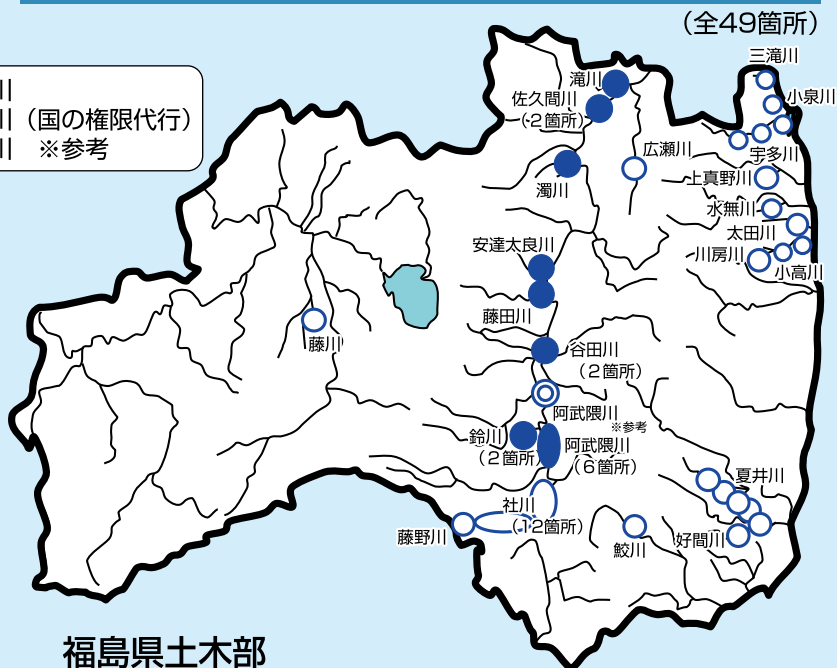 (全49箇所)
川
川（国の権限代行）
川　※参考
三滝川
小泉川
滝川
佐久間川
(2箇所)
宇多川
広瀬川
濁川
上真野川
水無川
太田川
川房川
小高川
安達太良川
藤田川
藤川
谷田川
(2箇所)
阿武隈川
※参考
鈴川
(2箇所)
阿武隈川
(6箇所)
夏井川
社川
(12箇所)
藤野川
鮫川
好間川
福島県土木部